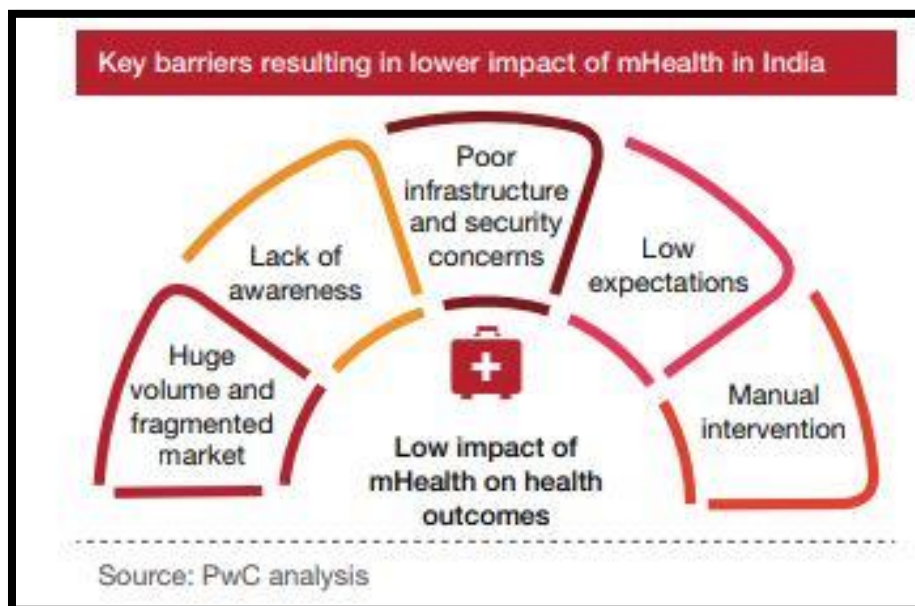 Key barriers resulting in lower impact of mHealth in India
Huge
volume and
fragmented
market
Lack of
awareness
Poor
infrastructure
and security
concerns
Low
expectations
Manual
intervention
Low impact of
mHealth on health
outcomes
Source: PwC analysis